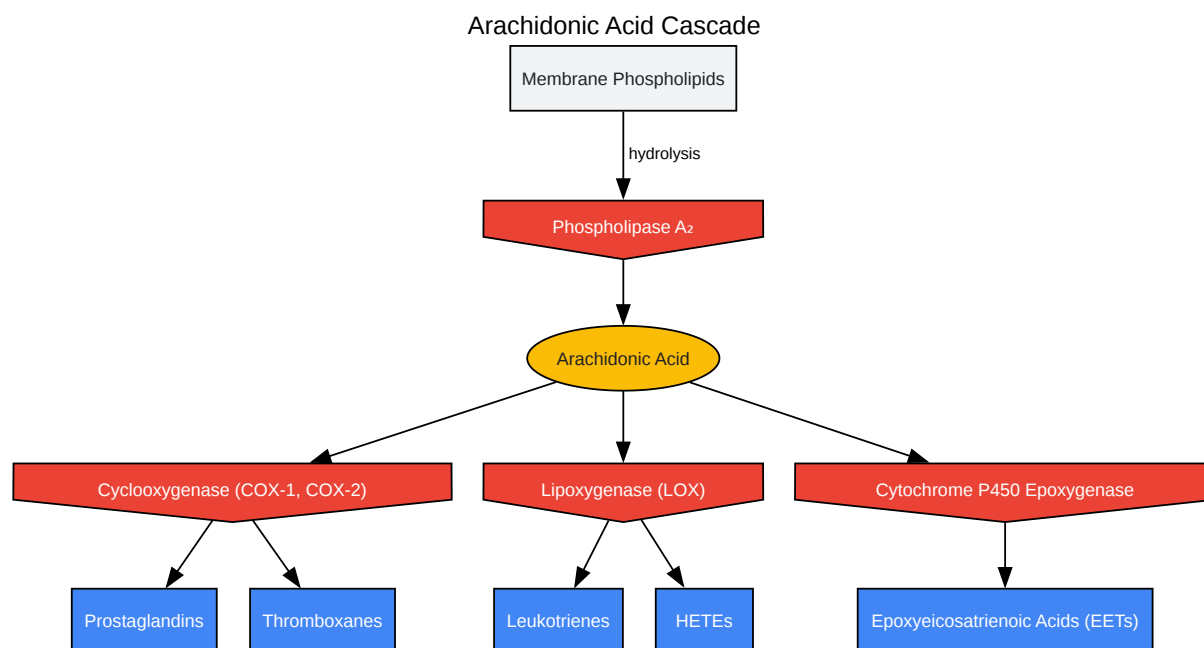 Arachidonic Acid Cascade
Membrane Phospholipids
hydrolysis
Phospholipase A₂
Arachidonic Acid
Cyclooxygenase (COX-1, COX-2)
Lipoxygenase (LOX)
Cytochrome P450 Epoxygenase
Prostaglandins
Thromboxanes
Leukotrienes
HETEs
Epoxyeicosatrienoic Acids (EETs)